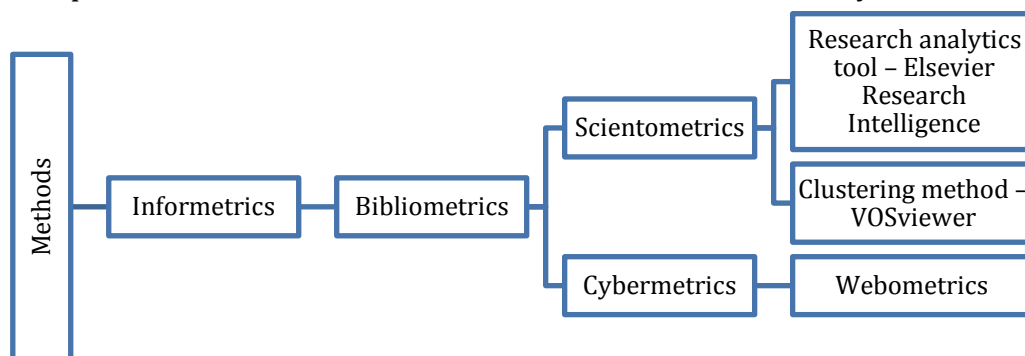 Research analytics
tool – Elsevier
Research
Intelligence
Scientometrics
Clustering method –
VOSviewer
Methods
Informetrics
Bibliometrics
Cybermetrics
Webometrics